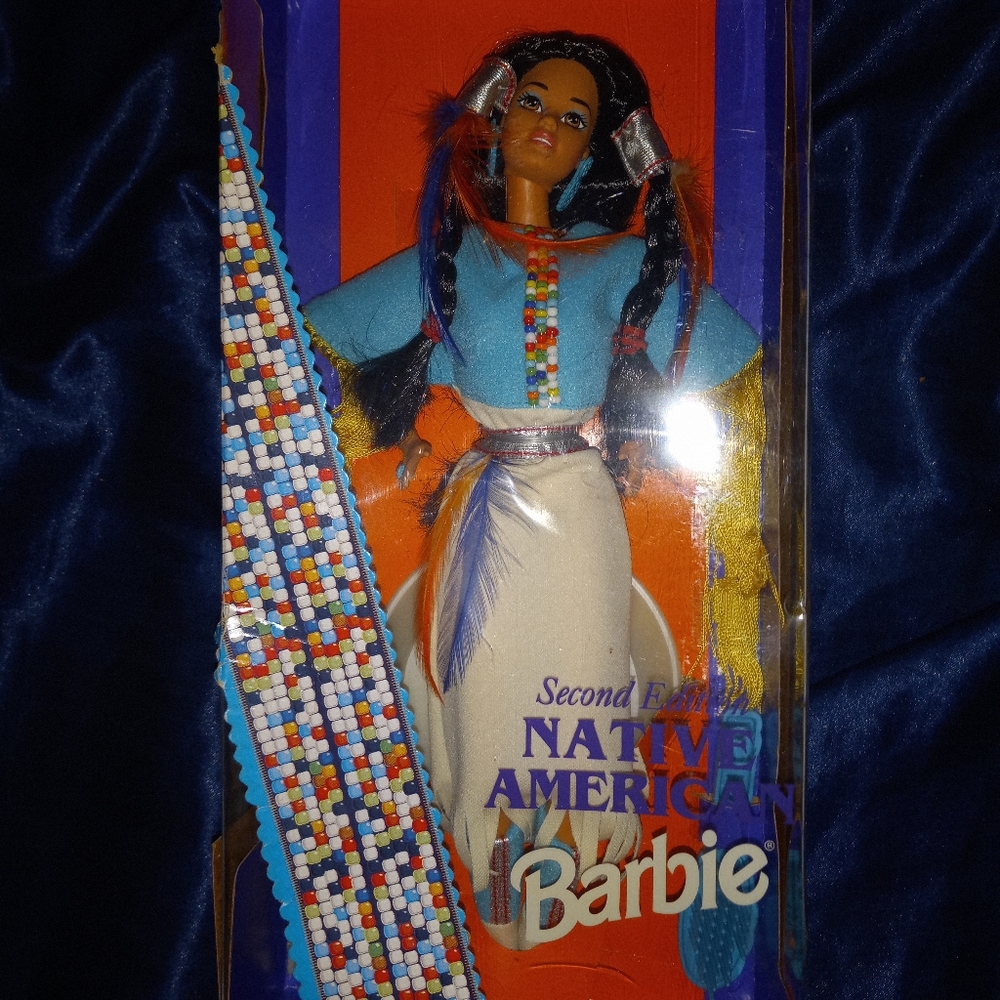 Second Edition
NATIVE
AMERICAN
Barbie®